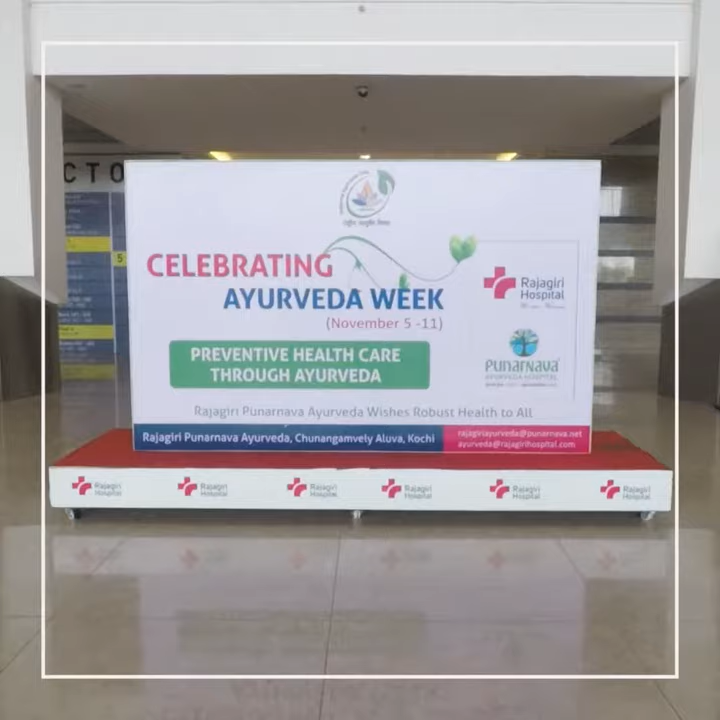 CTO
5
CELEBRATING
AYURVEDA WEEK
(November 5 -11)
PREVENTIVE HEALTH CARE
THROUGH AYURVEDA
Rajagiri
Hospital
PUNARNAVA
AYURVEDA HOSPITAL
Rajagiri Punarnava Ayurveda Wishes Robust Health to All
Rajagiri Punarnava Ayurveda, Chunangamvely Aluva, Kochi
rajagiriayurveda@punarnava.net
ayurveda@rajagirihospital.com
Rajagiri
Hospital
Rajagiri
Hospital
Rajagiri
Hospital
Rajagiri
Hospital
Rajagiri
Hospital
Rajagiri
Hospital